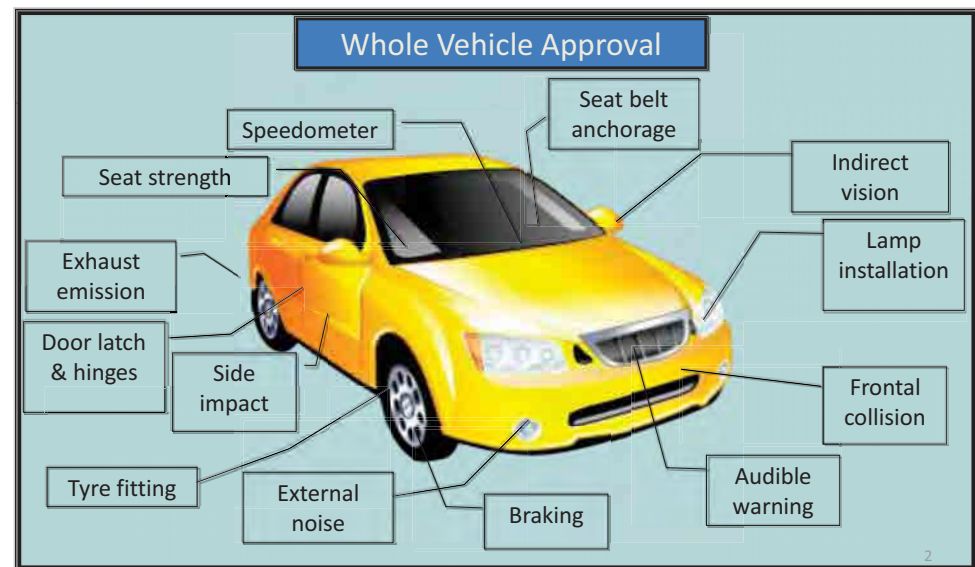 Whole Vehicle Approval
Seat belt
anchorage
Speedometer
Indirect
vision
Seat strength
Lamp
installation
Exhaust
emission
Door latch
& hinges
Side
impact
Frontal
collision
Tyre fitting
External
noise
Braking
Audible
warning
2